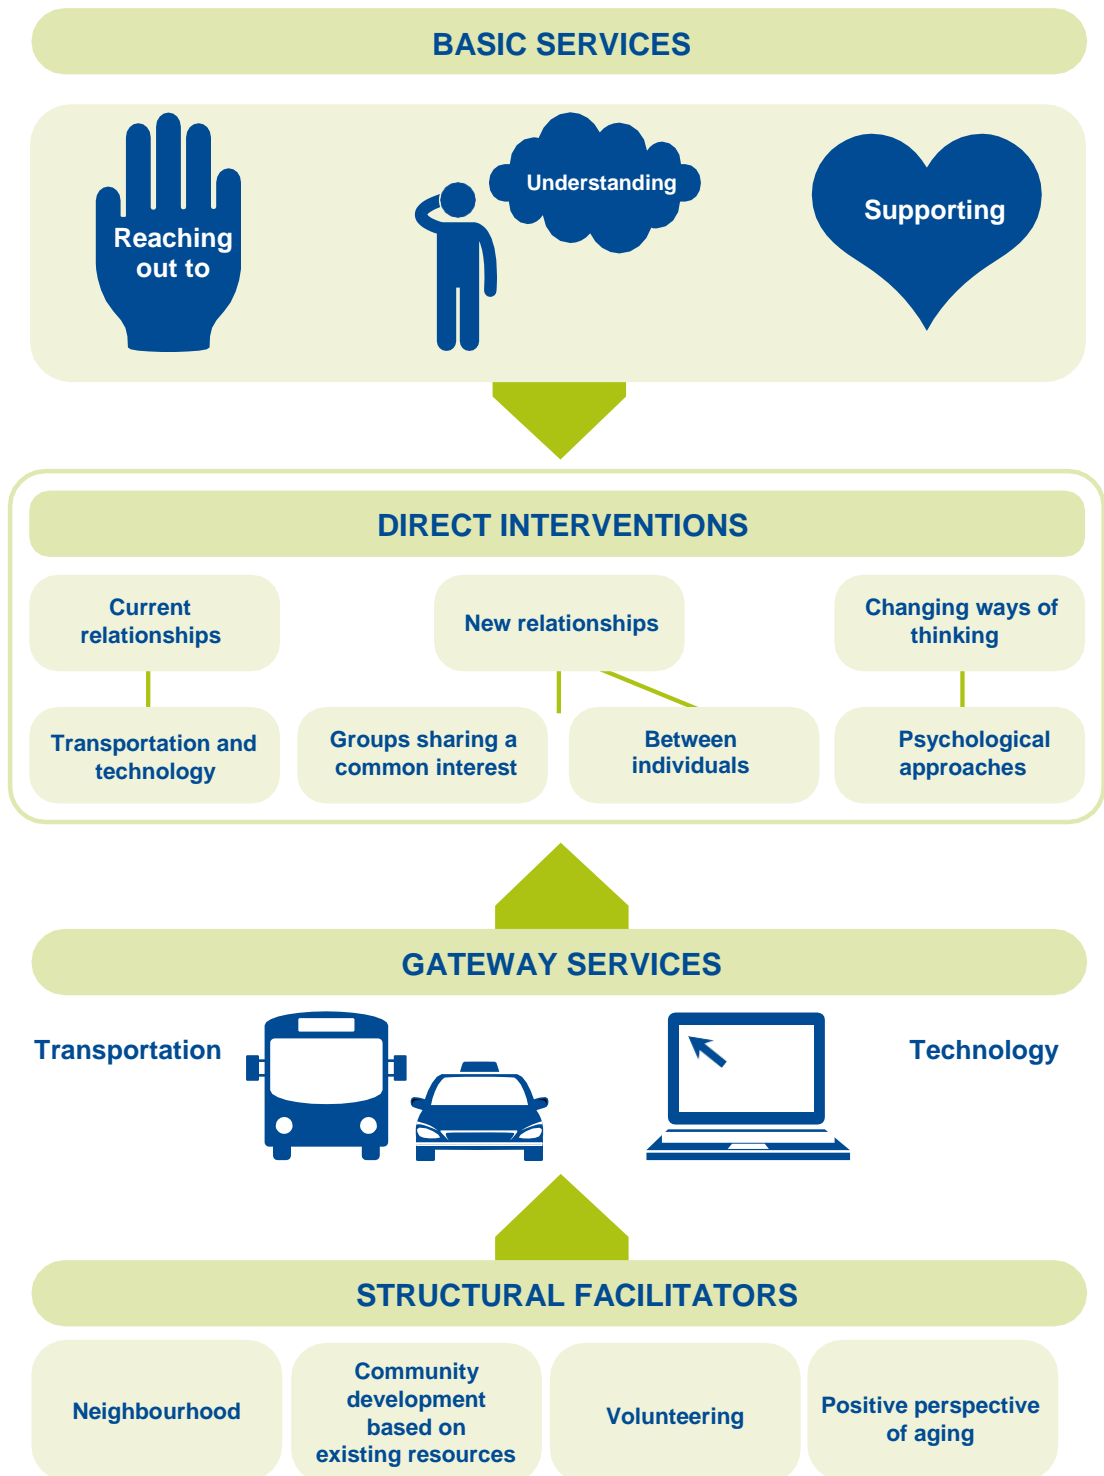 BASIC SERVICES
Reaching
out to
Understanding
Supporting
DIRECT INTERVENTIONS
Current
relationships
New relationships
Changing ways of
thinking
Transportation and
technology
Groups sharing a
common interest
Between
individuals
Psychological
approaches
GATEWAY SERVICES
Transportation
Technology
STRUCTURAL FACILITATORS
Neighbourhood
Community
development
based on
existing resources
Volunteering
Positive perspective
of aging